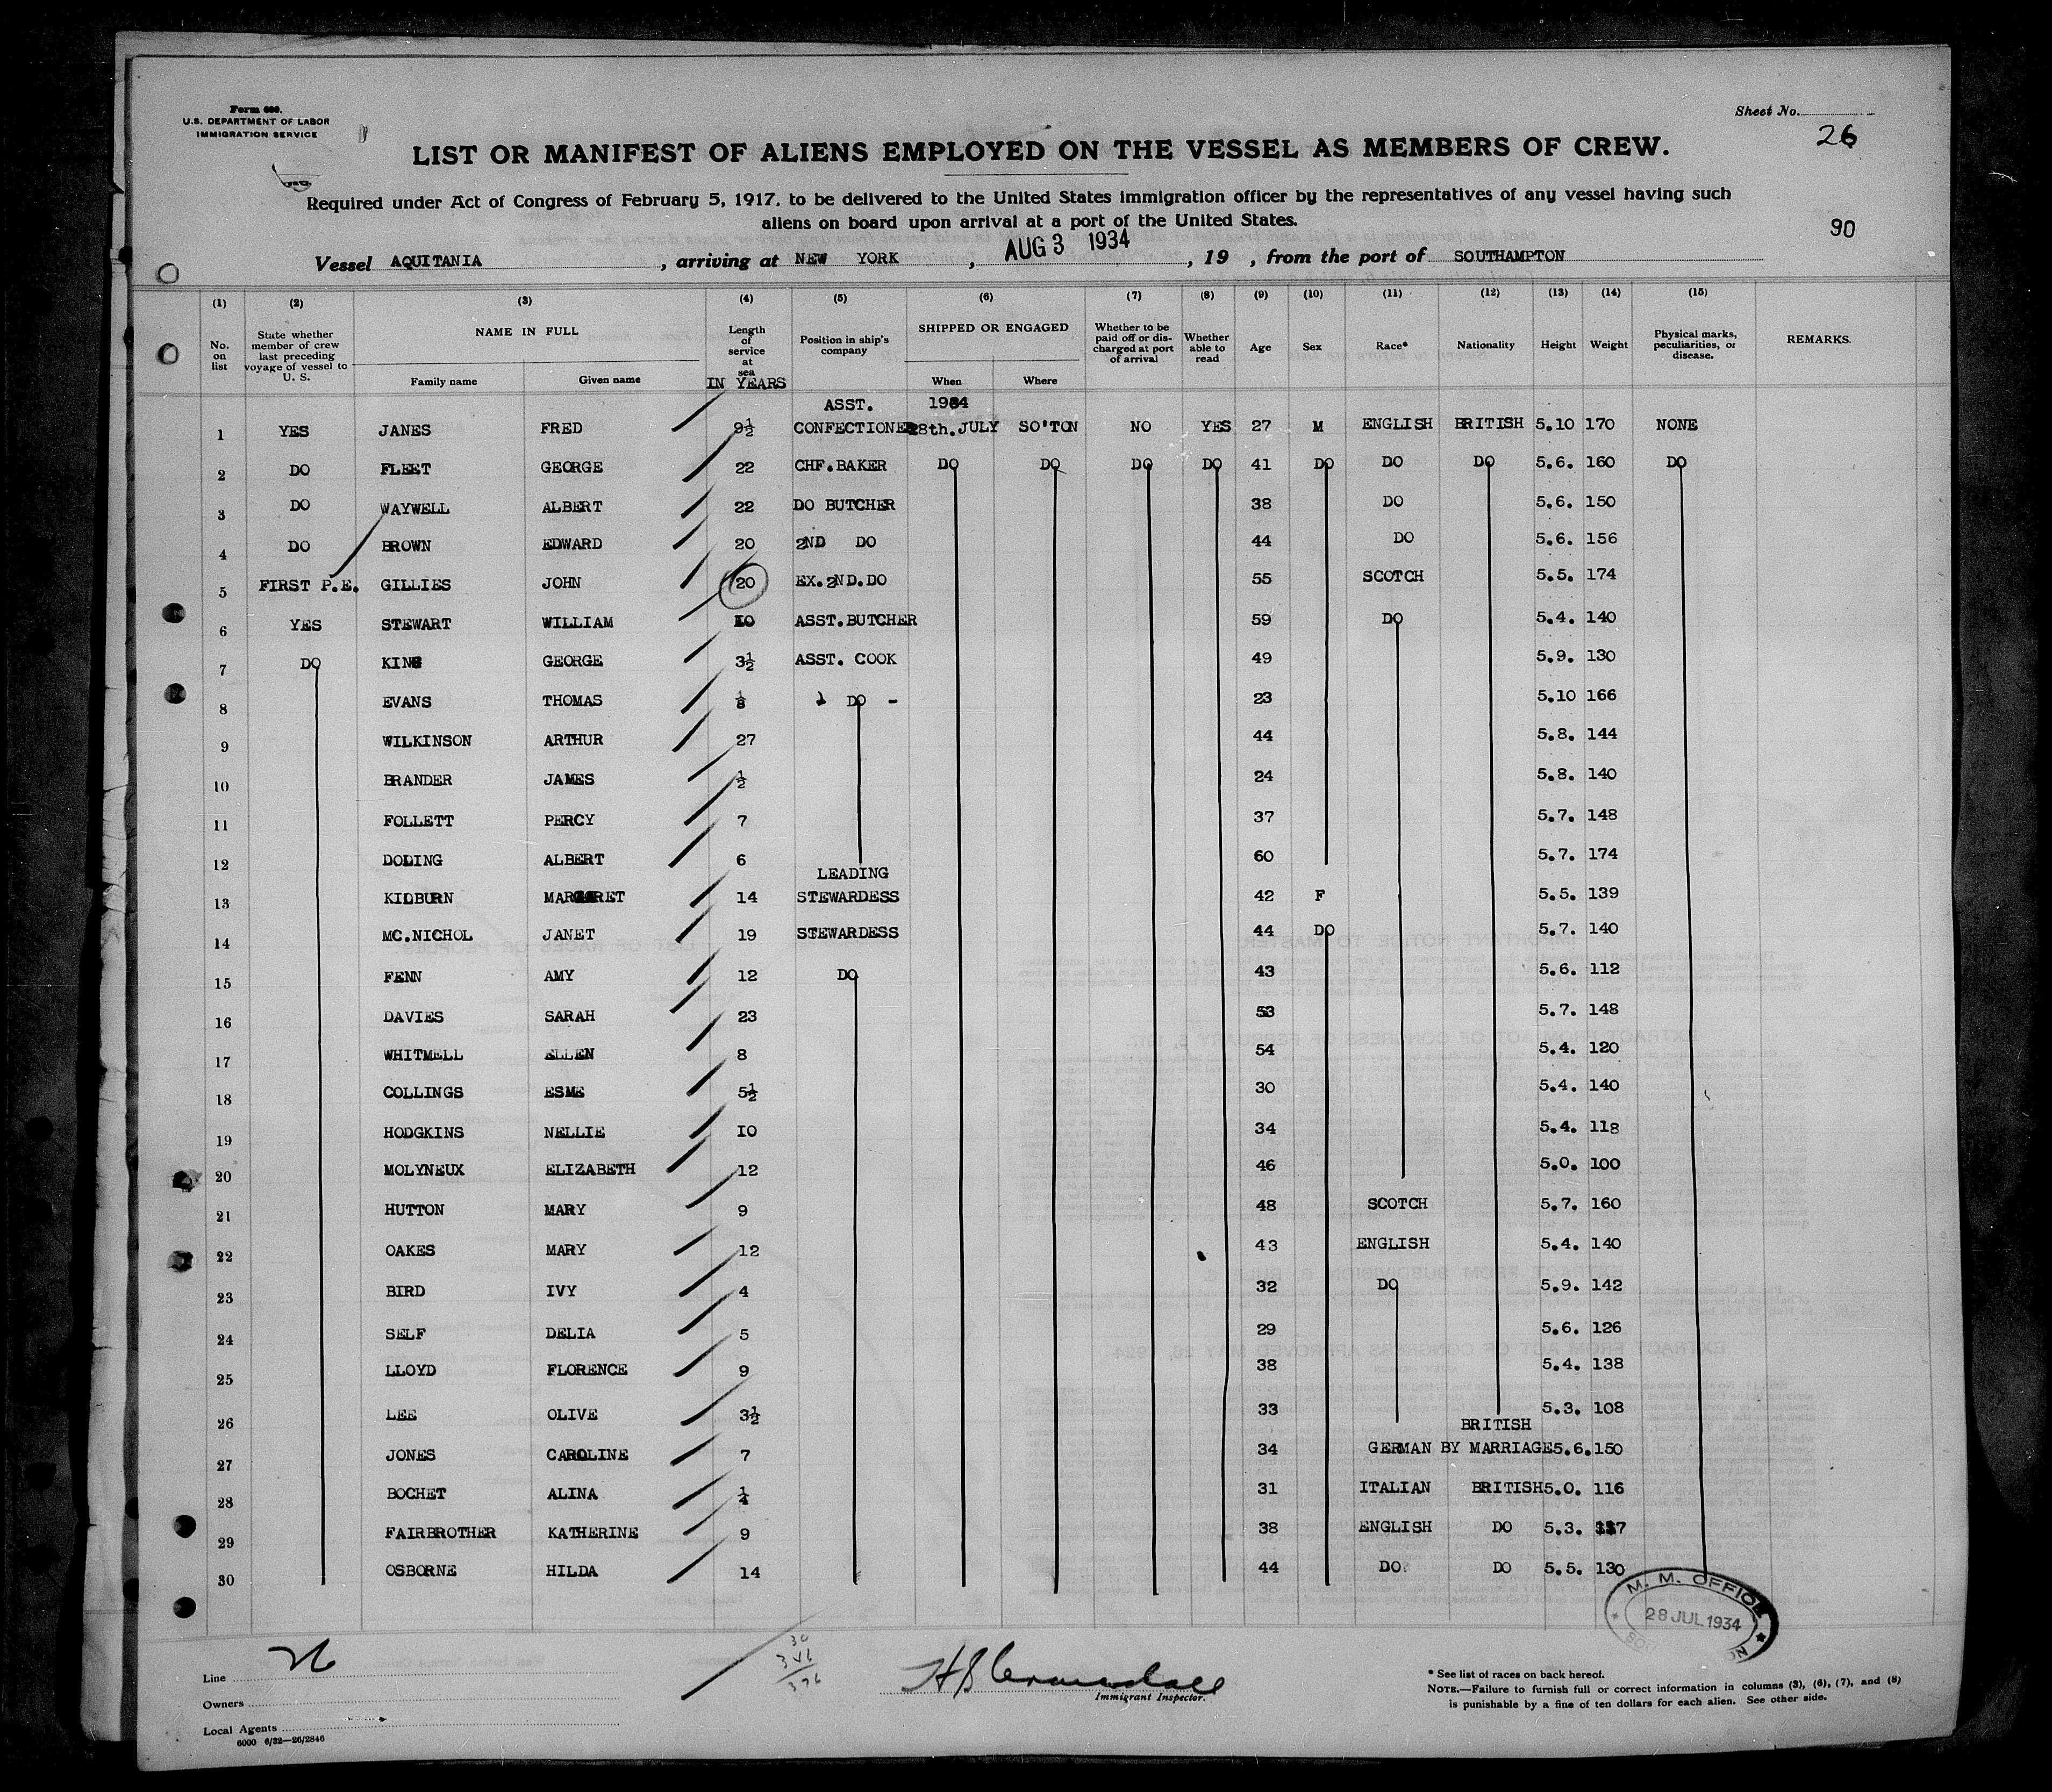 Form 680.
U.S. DEPARTMENT OF LABOR
IMMIGRATION SERVICE
Sheet No.
26
LIST OR MANIFEST OF ALIENS EMPLOYED ON THE VESSEL AS MEMBERS OF CREW.
Required under Act of Congress of February 5, 1917, to be delivered to the United States immigration officer by the representatives of any vessel having such
aliens on board upon arrival at a port of the United States.
90
Vessel AQUITANIA, arriving at NEW YORK, AUG 3 1934, 19 , from the port of SOUTHAMPTON
(1) (2) (3) (4) (5) (6) (7) (8) (9) (10) (11) (12) (13) (14) (15)
No. on list State whether member of crew last preceding voyage of vessel to U. S. NAME IN FULL Family name Given name Length of service at sea IN YEARS Position in ship's company SHIPPED OR ENGAGED When Where Whether to be paid off or discharged at port of arrival Whether able to read Age Sex Race* Nationality Height Weight Physical marks, peculiarities, or disease. REMARKS.
ASST. 1934
1 YES JANES FRED 9½ CONFECTIONER 28th.JULY SO'TON NO YES 27 M ENGLISH BRITISH 5.10 170 NONE
2 DO FLEET GEORGE 22 CHF.BAKER DO DO DO DO 41 DO DO DO 5.6. 160 DO
3 DO WAYWELL ALBERT 22 DO BUTCHER 38 DO 5.6. 150
4 DO BROWN EDWARD 20 2ND DO 44 DO 5.6. 156
5 FIRST P.E. GILLIES JOHN 20 EX.2ND.DO 55 SCOTCH 5.5. 174
6 YES STEWART WILLIAM 10 ASST.BUTCHER 59 DO 5.4. 140
7 DO KING GEORGE 3½ ASST. COOK 49 5.9. 130
8 EVANS THOMAS DO - 23 5.10 166
9 WILKINSON ARTHUR 27 44 5.8. 144
10 BRANDER JAMES ½ 24 5.8. 140
11 FOLLETT PERCY 7 37 5.7. 148
12 DOLING ALBERT 6 60 5.7. 174
LEADING
13 KILBURN MARGARET 14 STEWARDESS 42 F 5.5. 139
14 MC.NICHOL JANET 19 STEWARDESS 44 DO 5.7. 140
15 FENN AMY 12 DO 43 5.6. 112
16 DAVIES SARAH 23 53 5.7. 148
17 WHITMELL ELLEN 8 54 5.4. 120
18 COLLINGS ESME 5½ 30 5.4. 140
19 HODGKINS NELLIE IO 34 5.4. 118
20 MOLYNEUX ELIZABETH 12 46 5.0. 100
21 HUTTON MARY 9 48 SCOTCH 5.7. 160
22 OAKES MARY 12 43 ENGLISH 5.4. 140
23 BIRD IVY 4 32 DO 5.9. 142
24 SELF DELIA 5 29 5.6. 126
25 LLOYD FLORENCE 9 38 5.4. 138
26 LEE OLIVE 3½ 33 5.3. 108
BRITISH
27 JONES CAROLINE 7 34 GERMAN BY MARRIAGE 5.6. 150
28 BOCHET ALINA ¼ 31 ITALIAN BRITISH 5.0. 116
29 FAIRBROTHER KATHERINE 9 38 ENGLISH DO 5.3.
30 OSBORNE HILDA 14 44 DO DO 5.5. 130
M. M. OFFICE
28 JUL 1934
26
Line
Owners
Local Agents
6000 6/32—26/2846
30
376
Immigrant Inspector.
* See list of races on back hereof.
NOTE.—Failure to furnish full or correct information in columns (3), (6), (7), and (8)
is punishable by a fine of ten dollars for each alien. See other side.